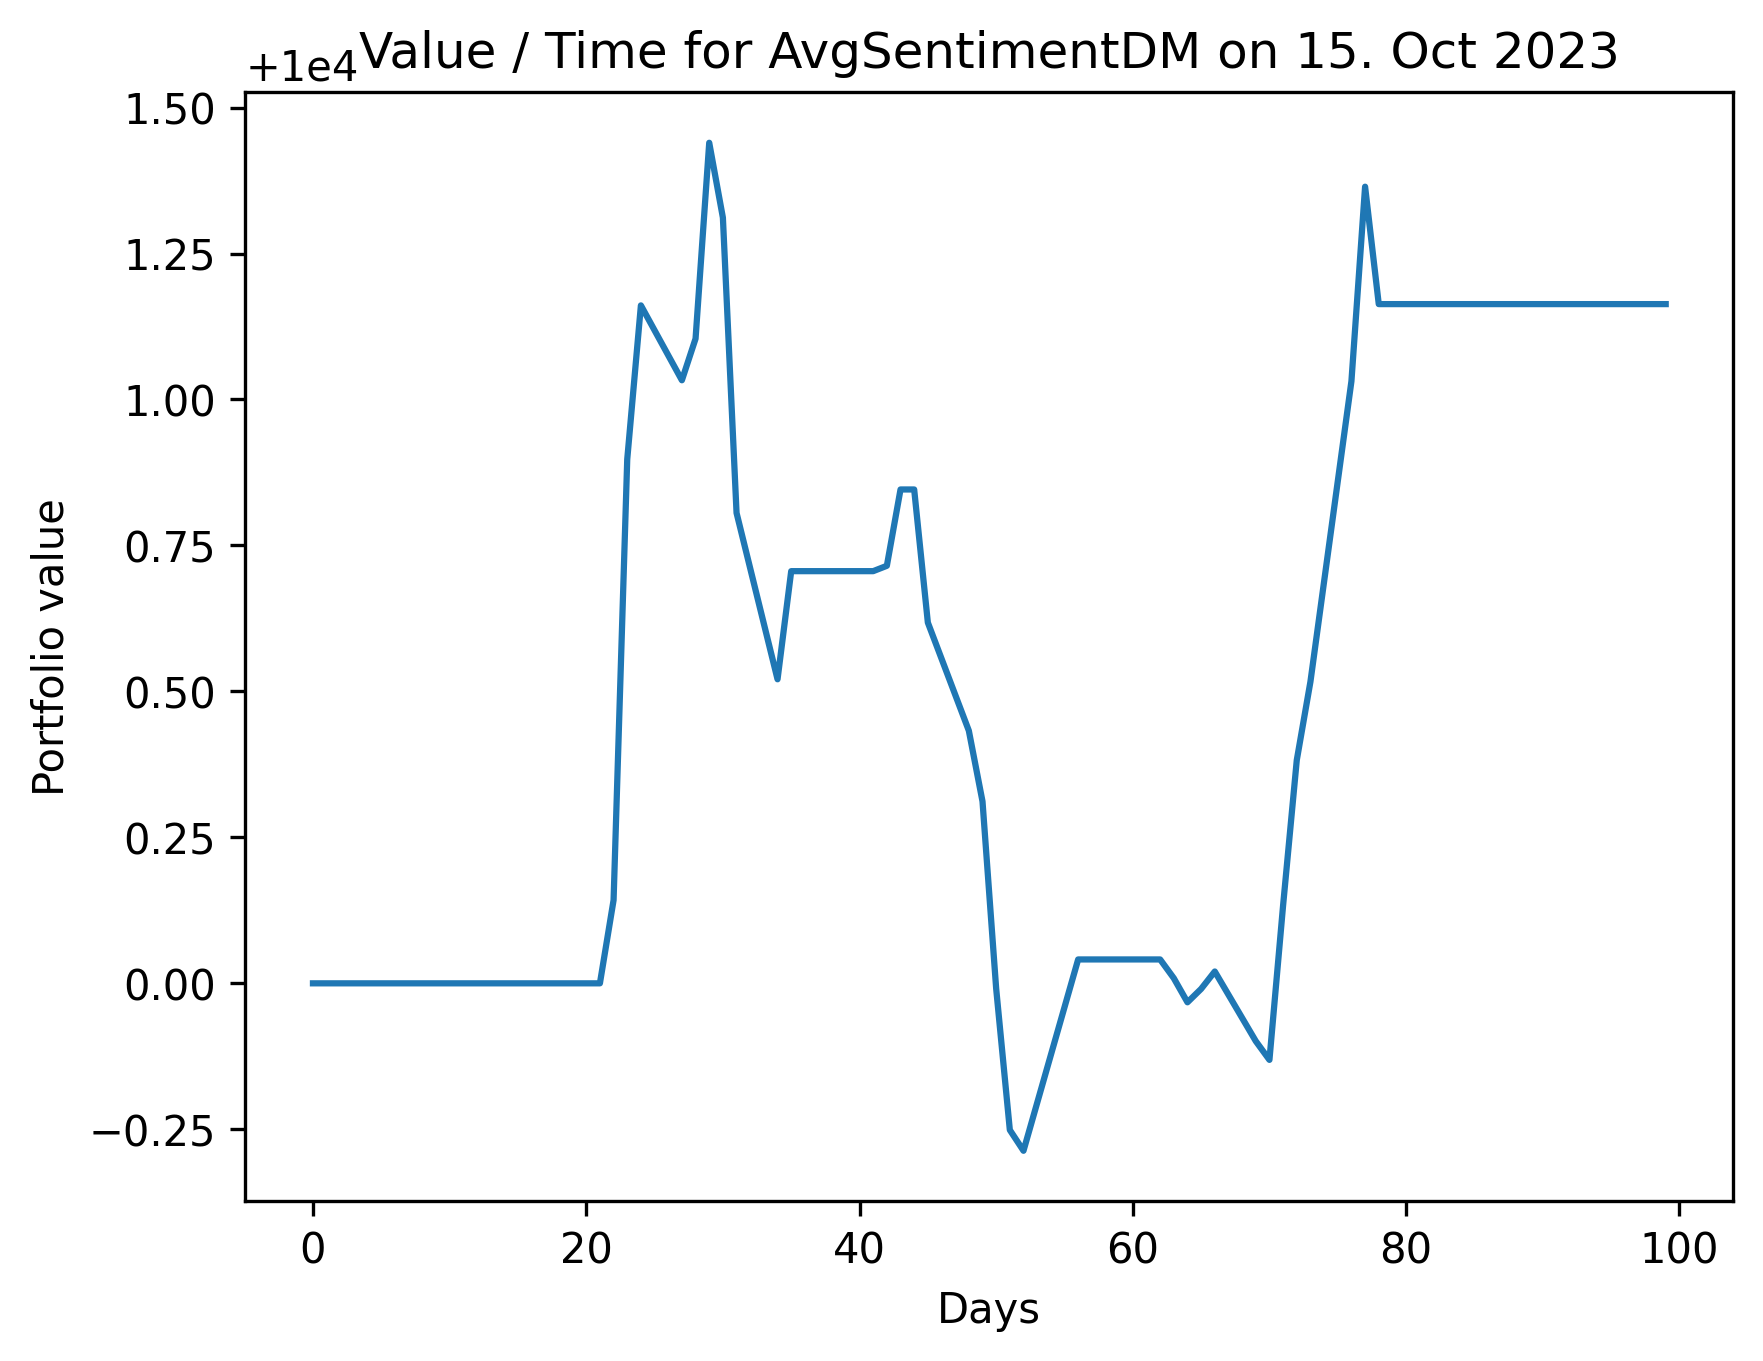 Value / Time for AvgSentimentDM on 15. Oct 2023
+1e4
1.50
1.25
1.00
0.75
0.50
0.25
0.00
−0.25
Portfolio value
0 20 40 60 80 100
Days